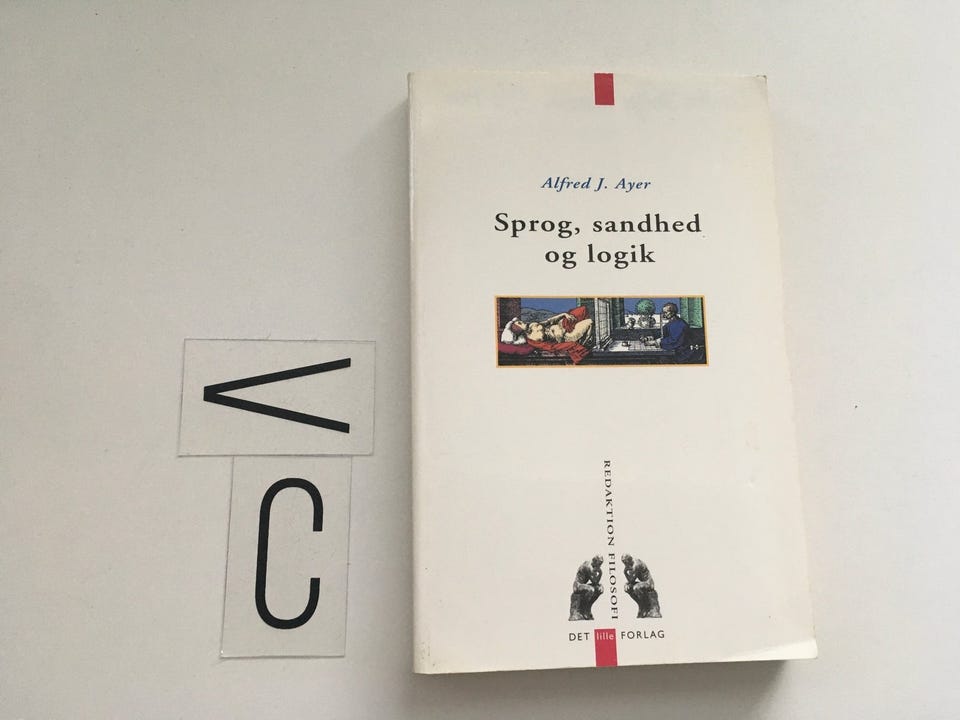 Alfred J. Ayer
Sprog, sandhed
og logik
V
C
REDAKTION FILOSOFI
DET lille FORLAG